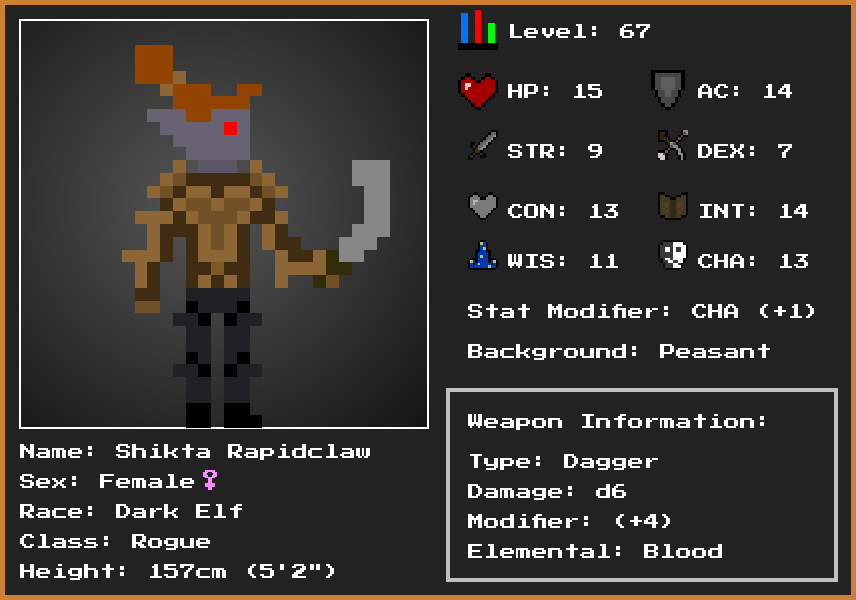 Level: 67
HP: 15
AC: 14
STR: 9
DEX: 7
CON: 13
INT: 14
WIS: 11
CHA: 13
Stat Modifier: CHA (+1)
Background: Peasant
Weapon Information:
Type: Dagger
Damage: d6
Modifier: (+4)
Elemental: Blood
Name: Shikta Rapidclaw
Sex: Female♀
Race: Dark Elf
Class: Rogue
Height: 157cm (5'2")